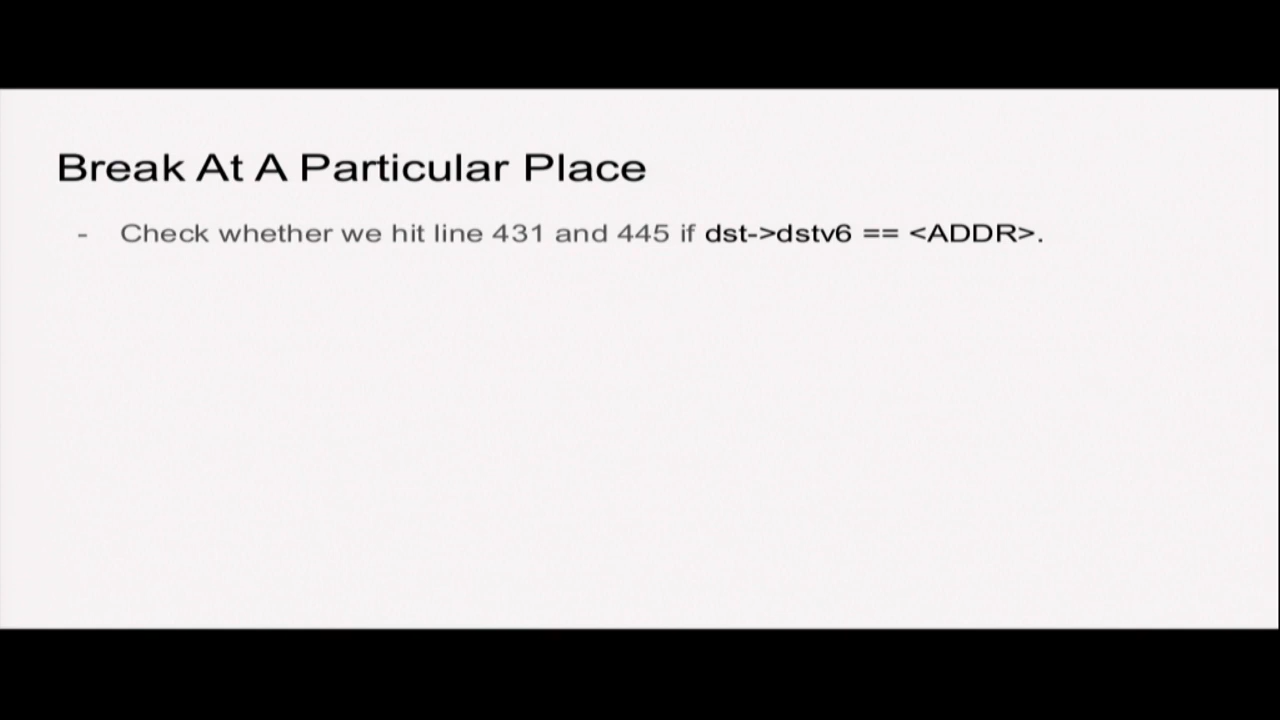 Break At A Particular Place
- Check whether we hit line 431 and 445 if dst->dstv6 == <ADDR>.